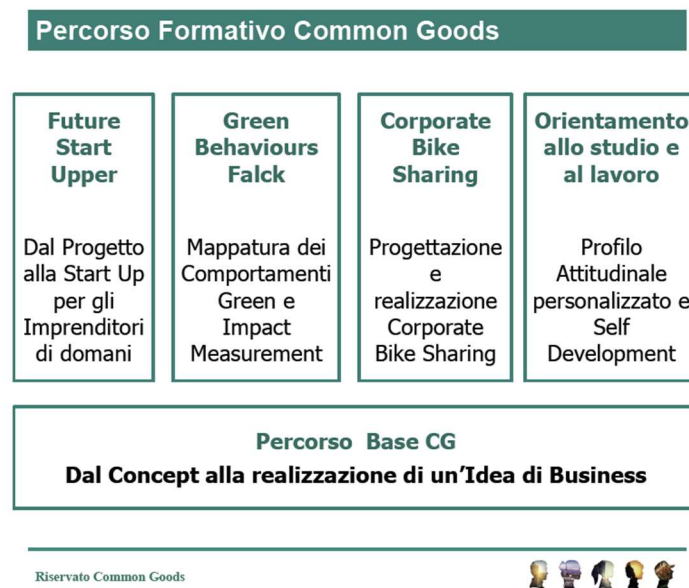 Percorso Formativo Common Goods
Future
Start
Upper
Dal Progetto
alla Start Up
per gli
Imprenditori
di domani
Green
Behaviours
Falck
Mappatura dei
Comportamenti
Green e
Impact
Measurement
Corporate
Bike
Sharing
Progettazione
e
realizzazione
Corporate
Bike Sharing
Orientamento
allo studio e
al lavoro
Profilo
Attitudinale
personalizzato e
Self
Development
Percorso Base CG
Dal Concept alla realizzazione di un'Idea di Business
Riservato Common Goods